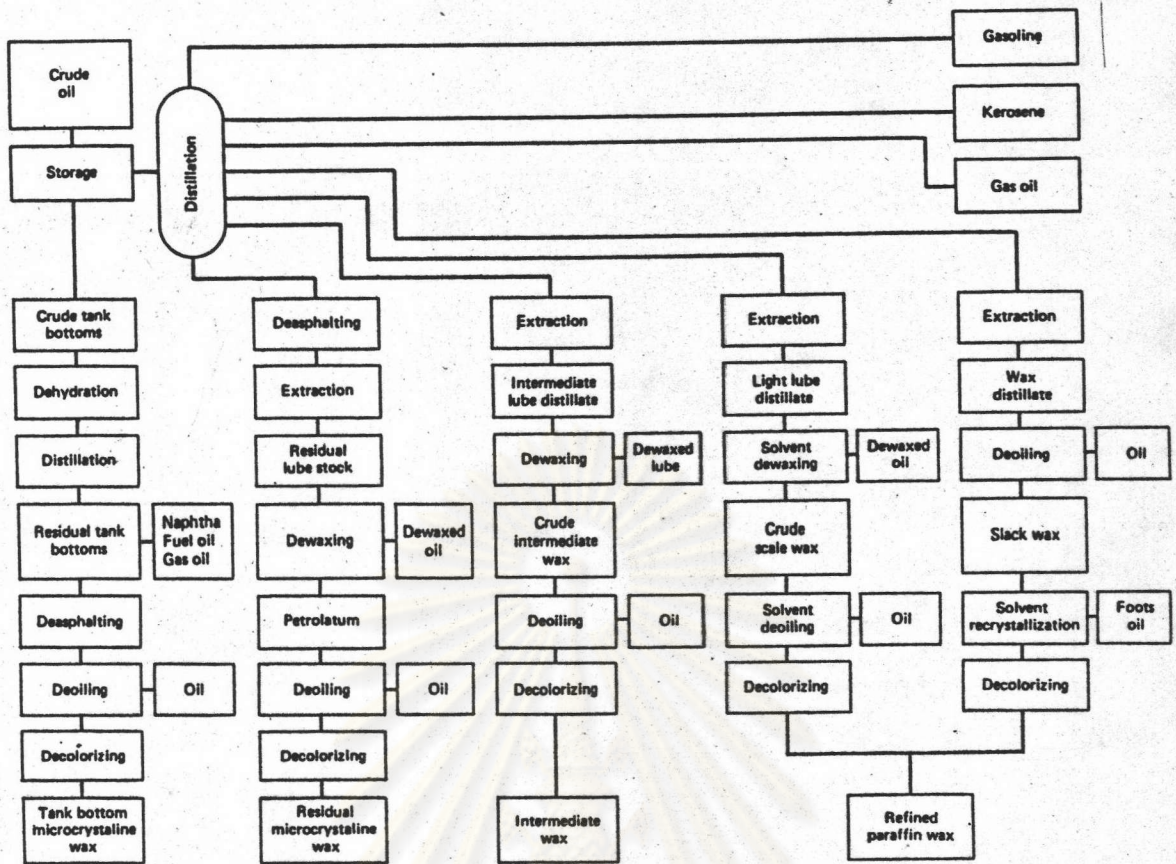 Gasoline
Crude
oil
Kerosene
Storage
Distillation
Gas oil
Crude tank
bottoms
Dehydration
Distillation
Residual tank
bottoms
Naphtha
Fuel oil
Gas oil
Deasphalting
Deoiling
Oil
Decolorizing
Tank bottom
microcrystaline
wax
Deasphalting
Extraction
Residual
lube stock
Dewaxing
Dewaxed
oil
Petrolatum
Deoiling
Oil
Decolorizing
Residual
microcrystaline
wax
Extraction
Intermediate
lube distillate
Dewaxing
Dewaxed
lube
Crude
intermediate
wax
Deoiling
Oil
Decolorizing
Intermediate
wax
Extraction
Light lube
distillate
Solvent
dewaxing
Dewaxed
oil
Crude
scale wax
Solvent
deoiling
Oil
Decolorizing
Extraction
Wax
distillate
Deoiling
Oil
Slack wax
Solvent
recrystallization
Foots
oil
Decolorizing
Refined
paraffin wax